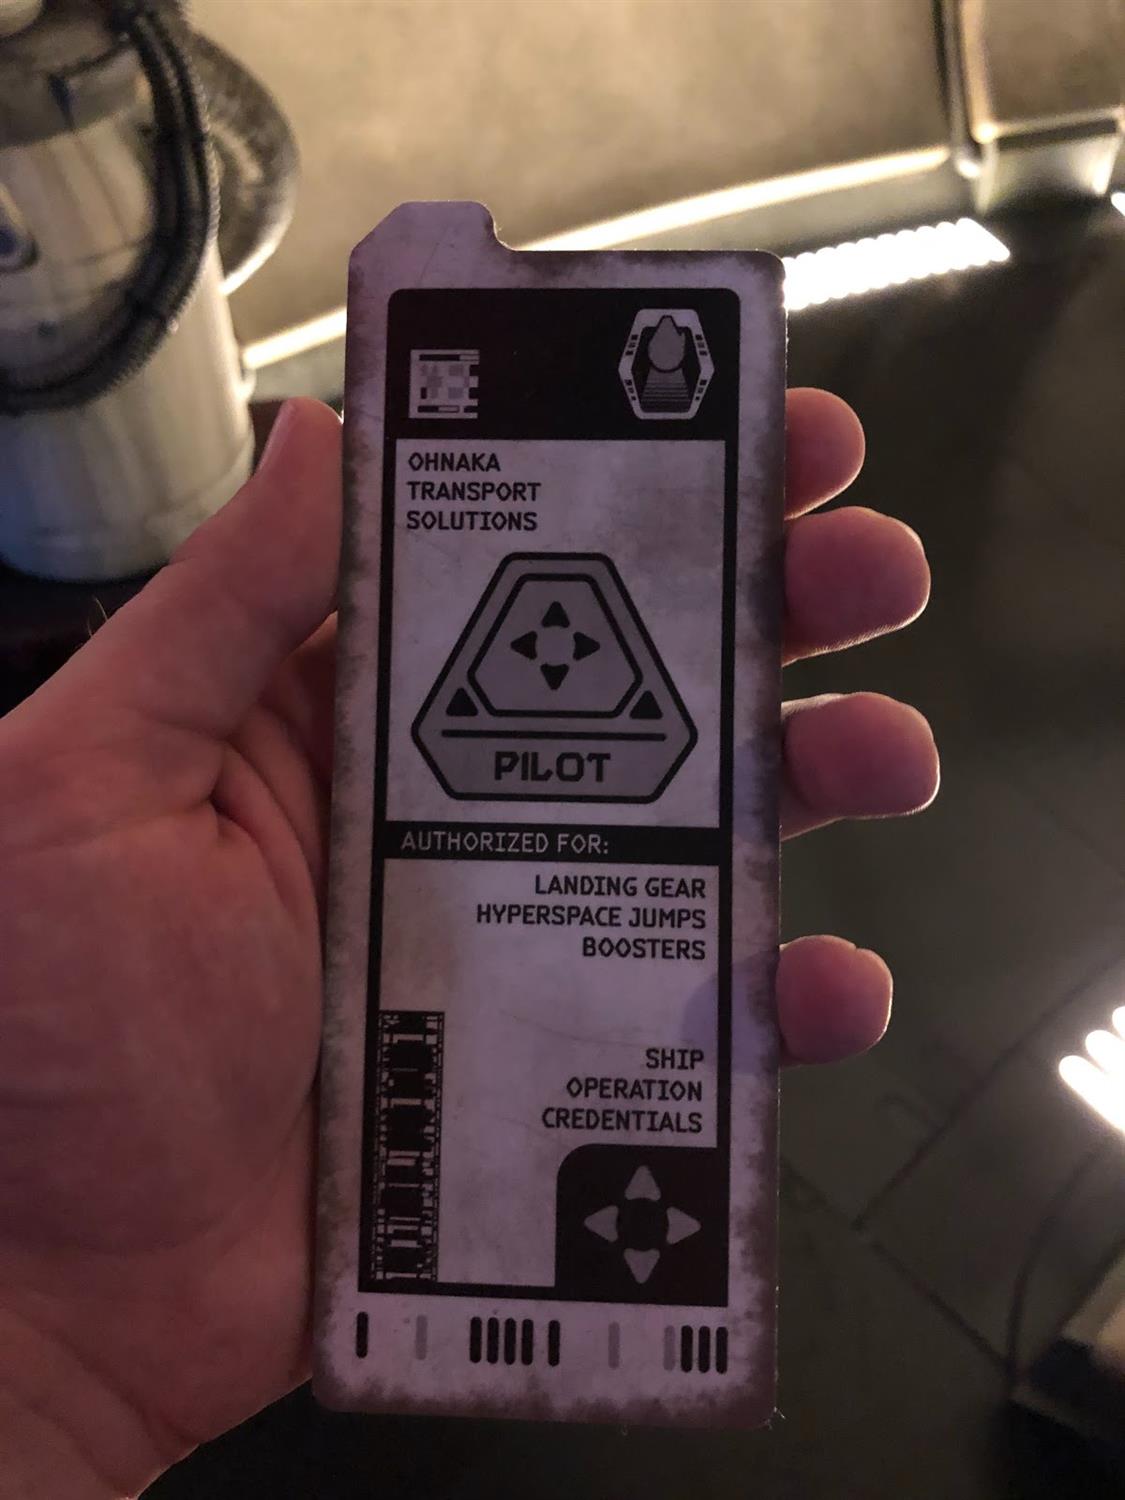 OHNAKA
TRANSPORT
SOLUTIONS
PILOT
AUTHORIZED FOR:
LANDING GEAR
HYPERSPACE JUMPS
BOOSTERS
SHIP
OPERATION
CREDENTIALS